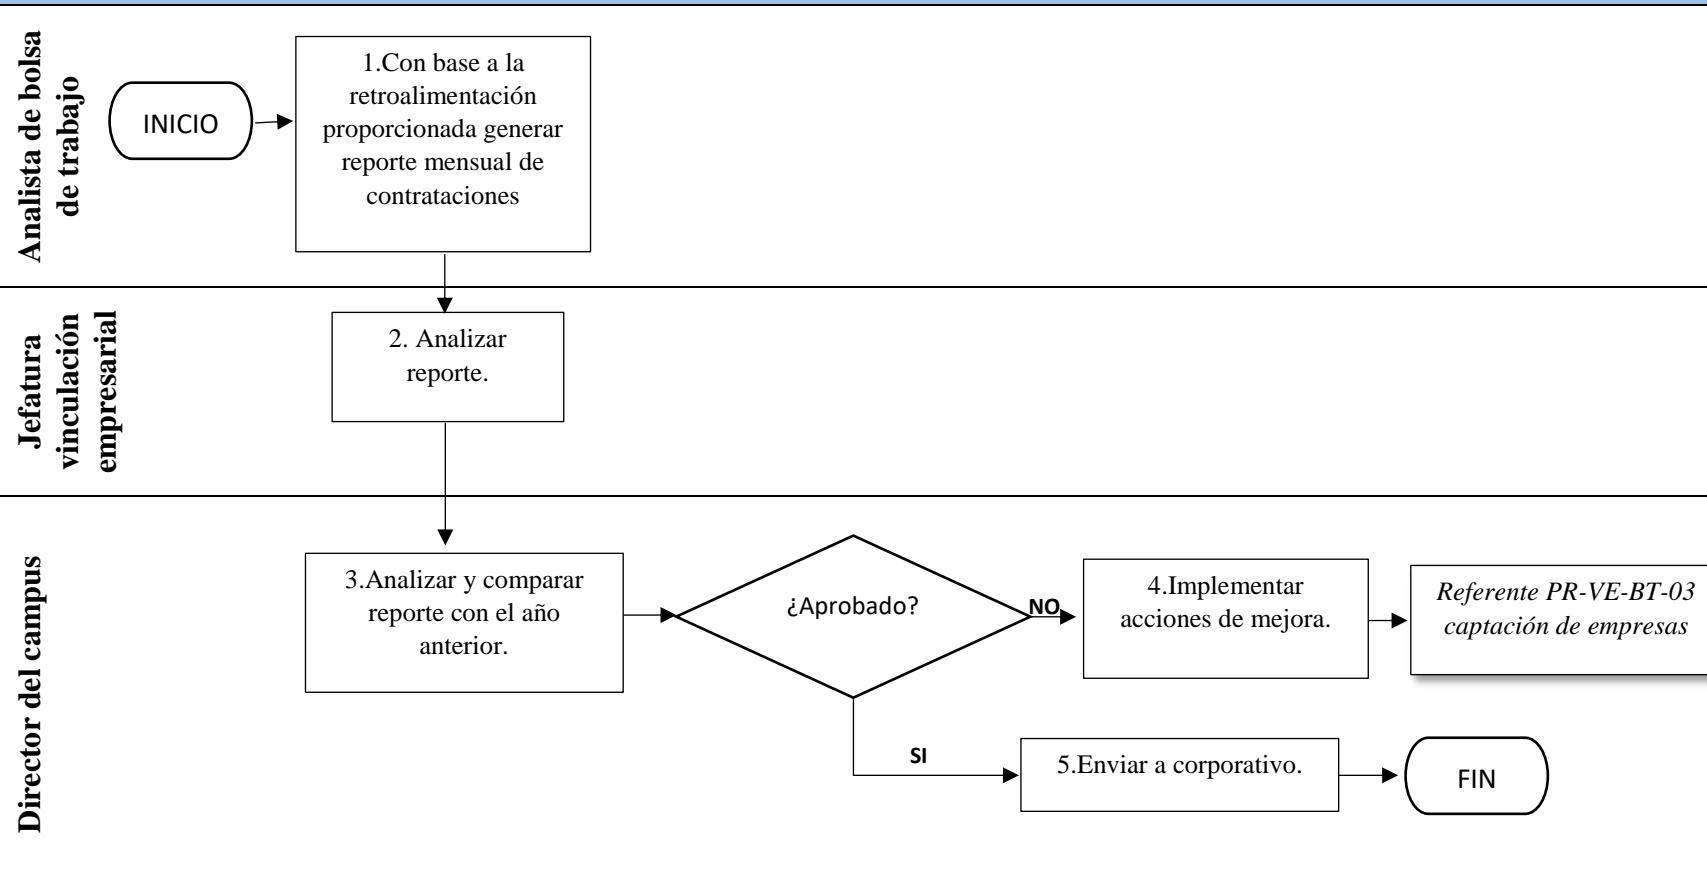 Analista de bolsa
de trabajo
INICIO
1.Con base a la
retroalimentación
proporcionada generar
reporte mensual de
contrataciones
Jefatura
vinculación
empresarial
2. Analizar
reporte.
Director del campus
3.Analizar y comparar
reporte con el año
anterior.
¿Aprobado?
NO
4.Implementar
acciones de mejora.
Referente PR-VE-BT-03
captación de empresas
SI
5.Enviar a corporativo.
FIN